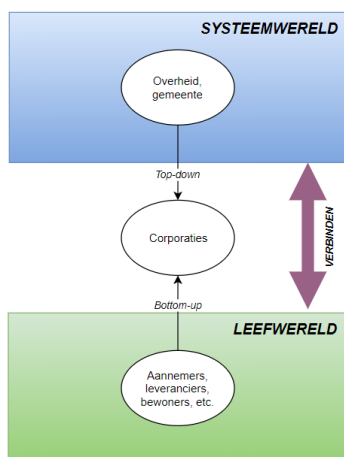 SYSTEEMWERELD
Overheid,
gemeente
Top-down
Corporaties
VERBINDEN
Bottom-up
LEEFWERELD
Aannemers,
leveranciers,
bewoners, etc.